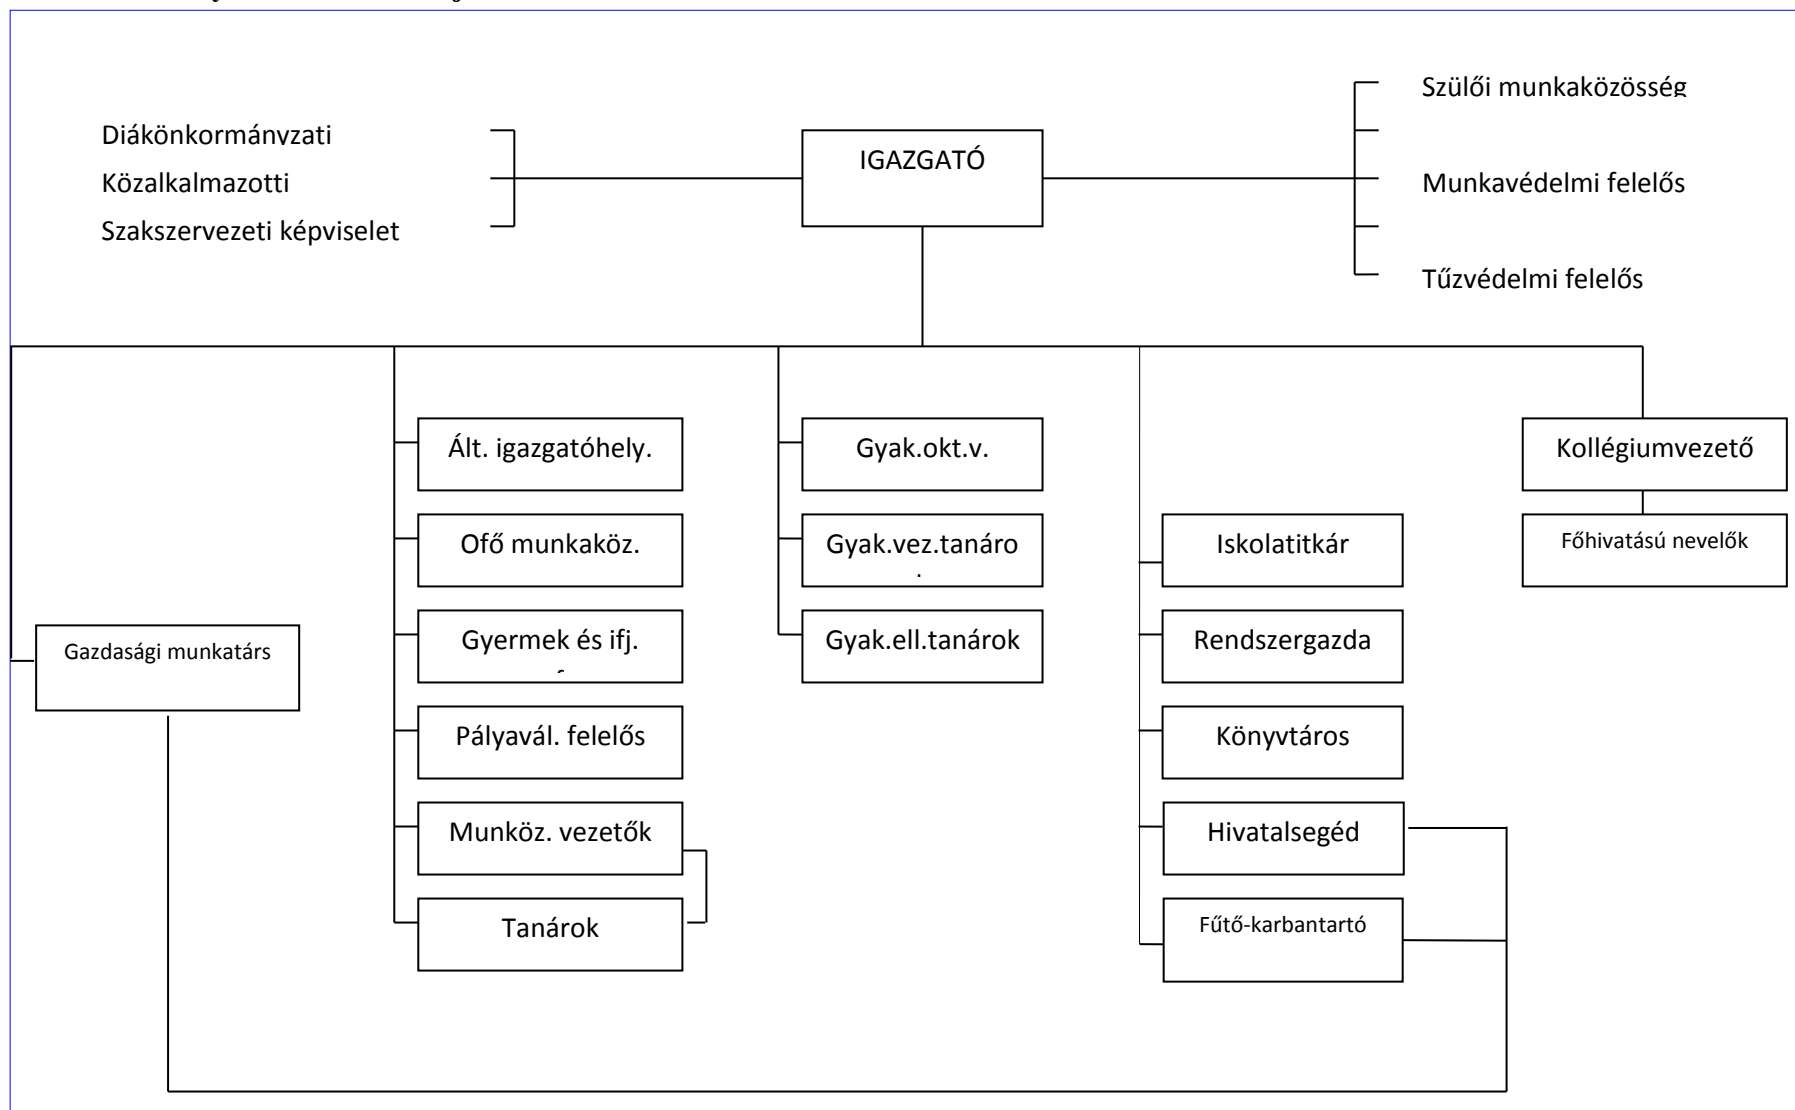 Szülői munkaközösség
Diákönkormányzati
IGAZGATÓ
Közalkalmazotti
Munkavédelmi felelős
Szakszervezeti képviselet
Tűzvédelmi felelős
Ált. igazgatóhely.
Gyak.okt.v.
Kollégiumvezető
Ofő munkaköz.
Gyak.vez.tanáro
Iskolatitkár
Főhivatású nevelők
Gazdasági munkatárs
Gyermek és ifj.
Gyak.ell.tanárok
Rendszergazda
Pályavál. felelős
Könyvtáros
Munköz. vezetők
Hivatalsegéd
Tanárok
Fűtő-karbantartó